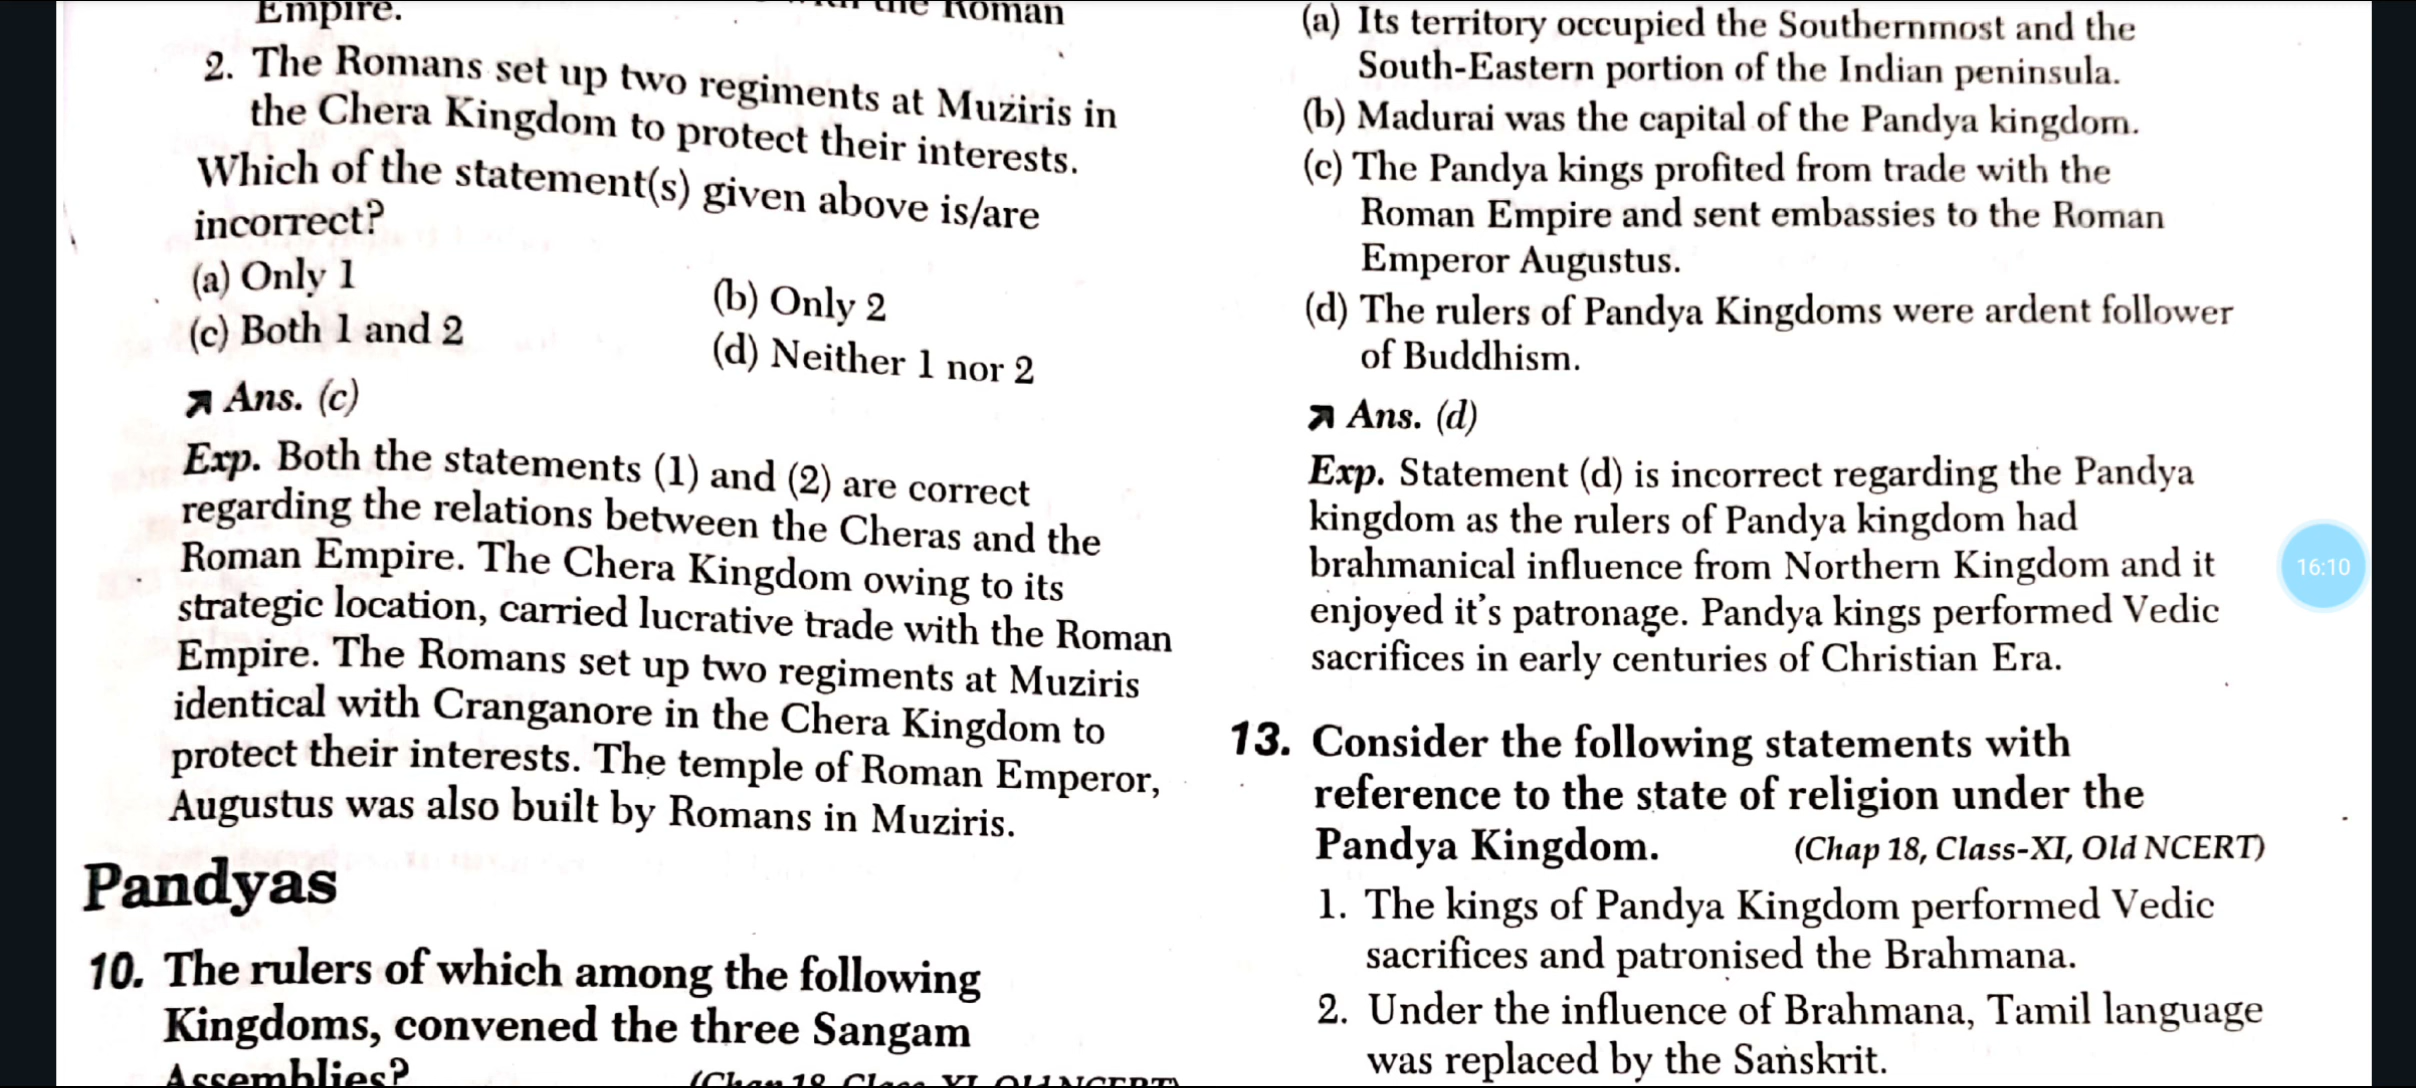 Empire.
the Roman
2. The Romans set up two regiments at Muziris in
the Chera Kingdom to protect their interests.
Which of the statement(s) given above is/are
incorrect?
(a) Only 1
(b) Only 2
(c) Both 1 and 2
(d) Neither 1 nor 2
Ans. (c)
Exp. Both the statements (1) and (2) are correct
regarding the relations between the Cheras and the
Roman Empire. The Chera Kingdom owing to its
strategic location, carried lucrative trade with the Roman
Empire. The Romans set up two regiments at Muziris
identical with Cranganore in the Chera Kingdom to
protect their interests. The temple of Roman Emperor,
Augustus was also built by Romans in Muziris.
Pandyas
10. The rulers of which among the following
Kingdoms, convened the three Sangam
Assemblies?
(Chap 18, Class XI, Old NCERT)
(a) Its territory occupied the Southernmost and the
South-Eastern portion of the Indian peninsula.
(b) Madurai was the capital of the Pandya kingdom.
(c) The Pandya kings profited from trade with the
Roman Empire and sent embassies to the Roman
Emperor Augustus.
(d) The rulers of Pandya Kingdoms were ardent follower
of Buddhism.
Ans. (d)
Exp. Statement (d) is incorrect regarding the Pandya
kingdom as the rulers of Pandya kingdom had
brahmanical influence from Northern Kingdom and it
enjoyed it's patronage. Pandya kings performed Vedic
sacrifices in early centuries of Christian Era.
13. Consider the following statements with
reference to the state of religion under the
Pandya Kingdom. (Chap 18, Class-XI, Old NCERT)
1. The kings of Pandya Kingdom performed Vedic
sacrifices and patronised the Brahmana.
2. Under the influence of Brahmana, Tamil language
was replaced by the Sanskrit.
16:10